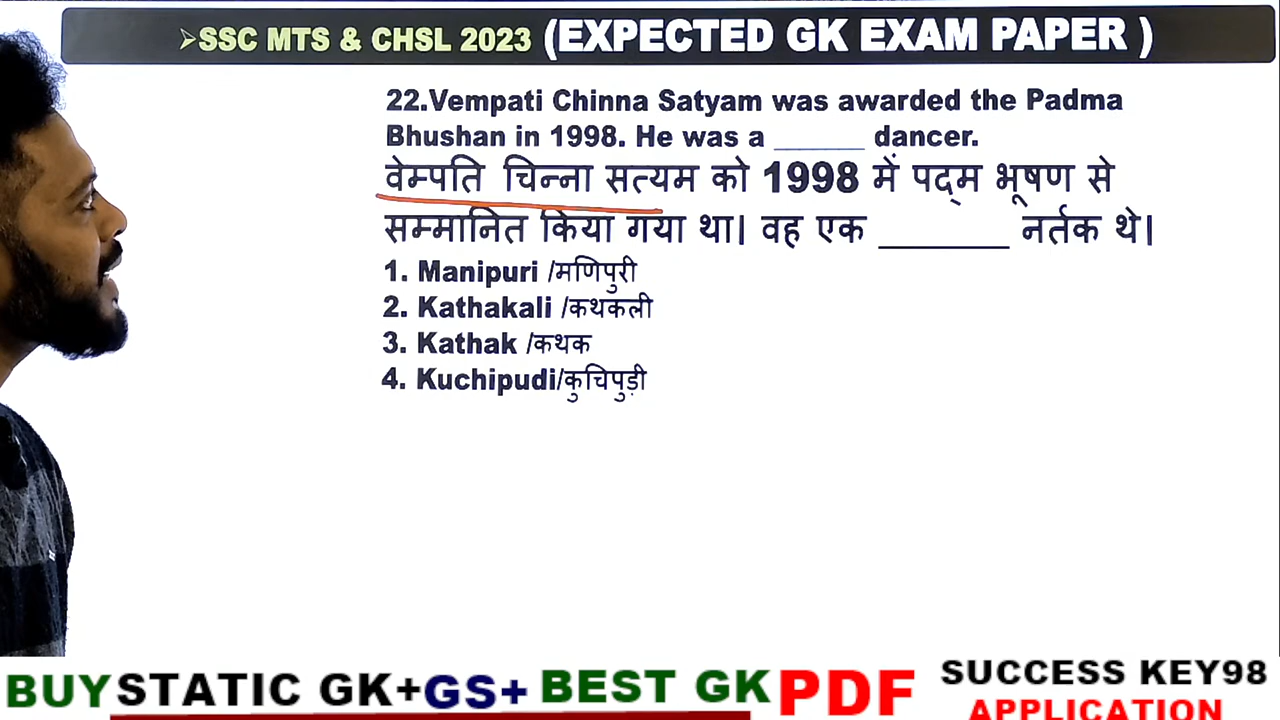 ➢SSC MTS & CHSL 2023 (EXPECTED GK EXAM PAPER )
22.Vempati Chinna Satyam was awarded the Padma
Bhushan in 1998. He was a ______ dancer.
वेम्पति चिन्ना सत्यम को 1998 में पद्म भूषण से
सम्मानित किया गया था। वह एक _______ नर्तक थे।
1. Manipuri /मणिपुरी
2. Kathakali /कथकली
3. Kathak /कथक
4. Kuchipudi/कुचिपुड़ी
BUY STATIC GK+GS+ BEST GK PDF SUCCESS KEY98
APPLICATION